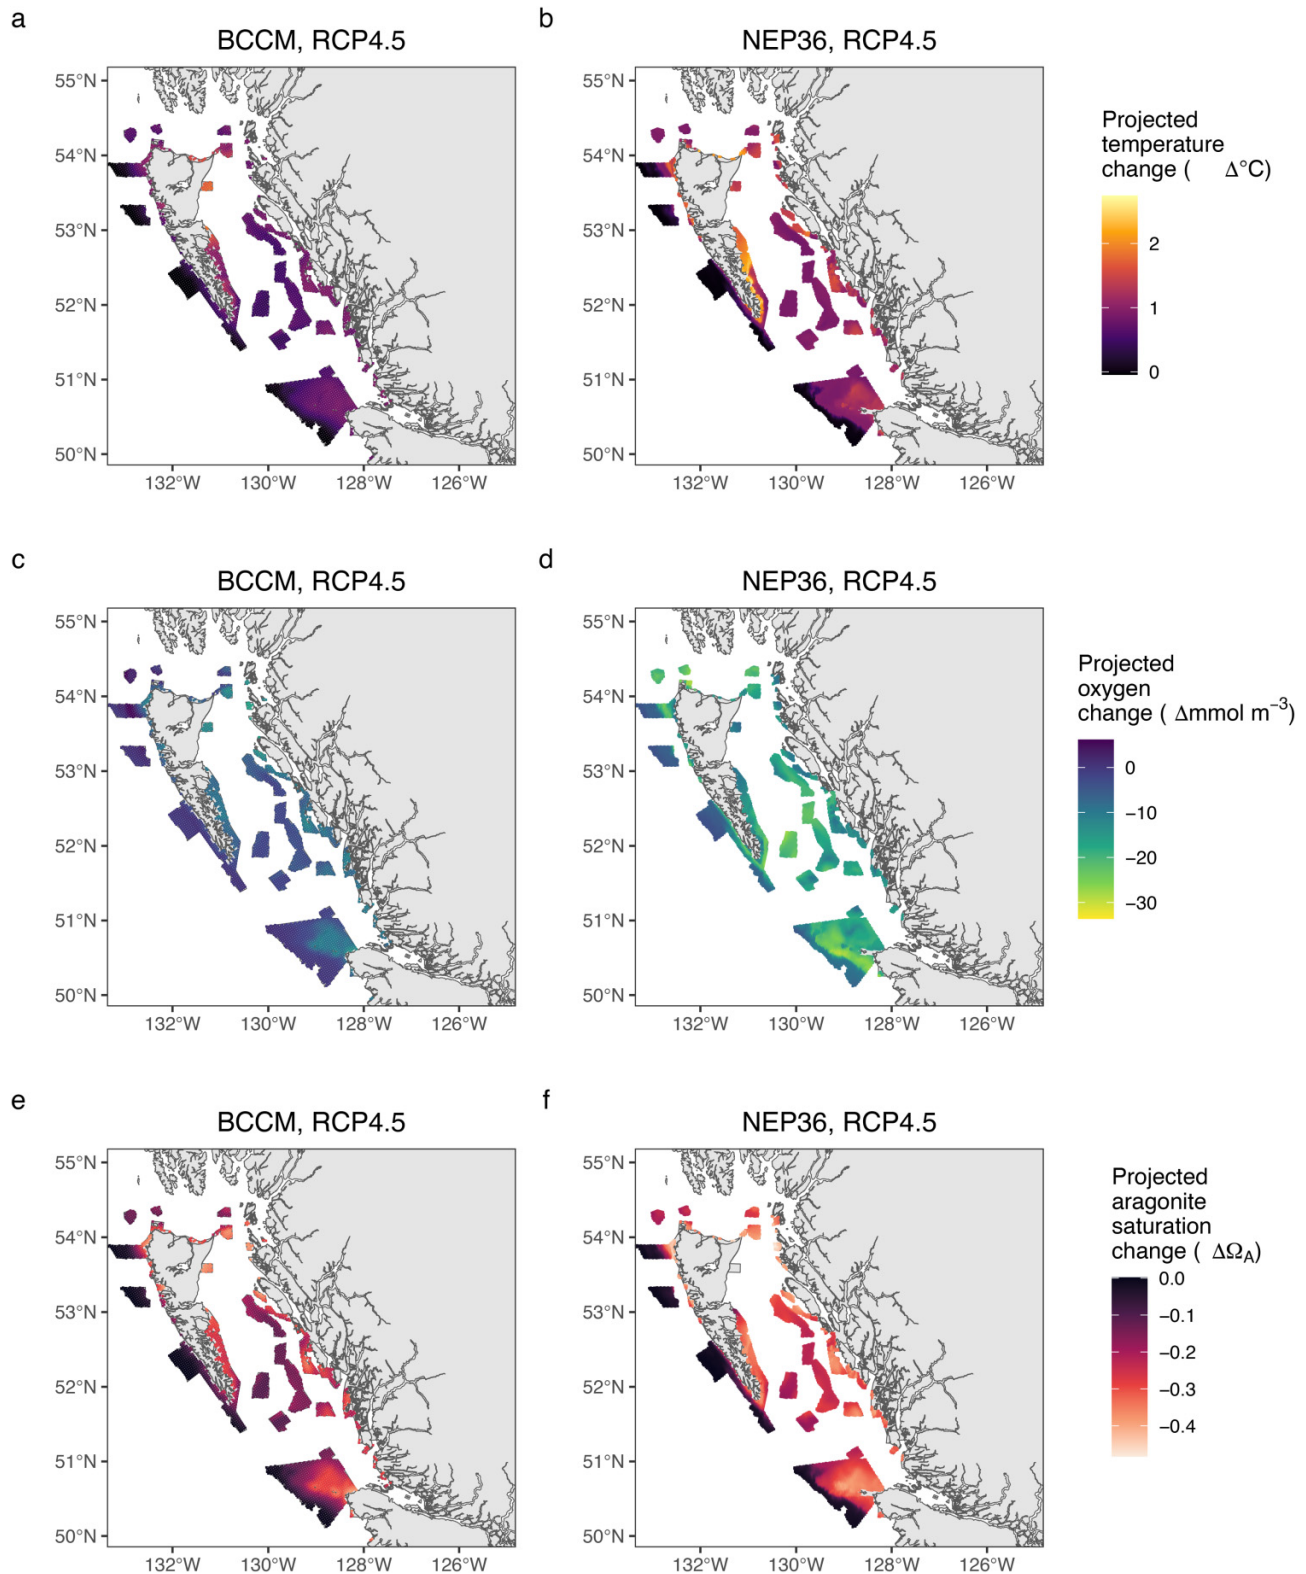 a
b
BCCM, RCP4.5
NEP36, RCP4.5
55°N
54°N
53°N
52°N
51°N
50°N
132°W
130°W
128°W
126°W
55°N
54°N
53°N
52°N
51°N
50°N
132°W
130°W
128°W
126°W
Projected
temperature
change ( Δ°C)
2
1
0
c
d
BCCM, RCP4.5
NEP36, RCP4.5
55°N
54°N
53°N
52°N
51°N
50°N
132°W
130°W
128°W
126°W
55°N
54°N
53°N
52°N
51°N
50°N
132°W
130°W
128°W
126°W
Projected
oxygen
change ( Δmmol m⁻³)
0
−10
−20
−30
e
f
BCCM, RCP4.5
NEP36, RCP4.5
55°N
54°N
53°N
52°N
51°N
50°N
132°W
130°W
128°W
126°W
55°N
54°N
53°N
52°N
51°N
50°N
132°W
130°W
128°W
126°W
Projected
aragonite
saturation
change ( ΔΩA)
0.0
−0.1
−0.2
−0.3
−0.4